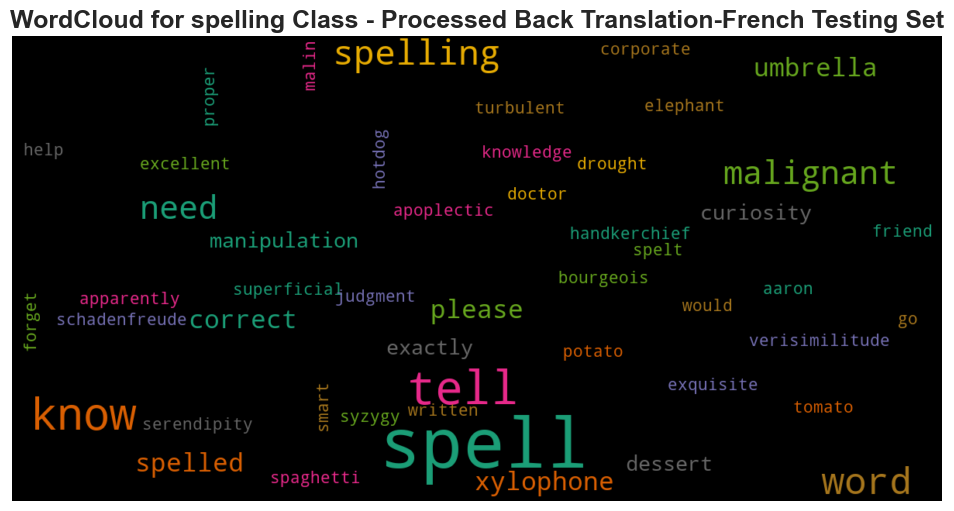 WordCloud for spelling Class - Processed Back Translation-French Testing Set
spelling
malin
corporate
umbrella
proper
turbulent
elephant
help
excellent
hotdog
knowledge
drought
malignant
need
doctor
apoplectic
curiosity
manipulation
handkerchief
friend
spelt
bourgeois
superficial
judgment
aaron
apparently
forget
schadenfreude
correct
please
would
go
exactly
potato
verisimilitude
tell
exquisite
know
serendipity
smart
syzygy
written
tomato
spell
spelled
spaghetti
xylophone
dessert
word